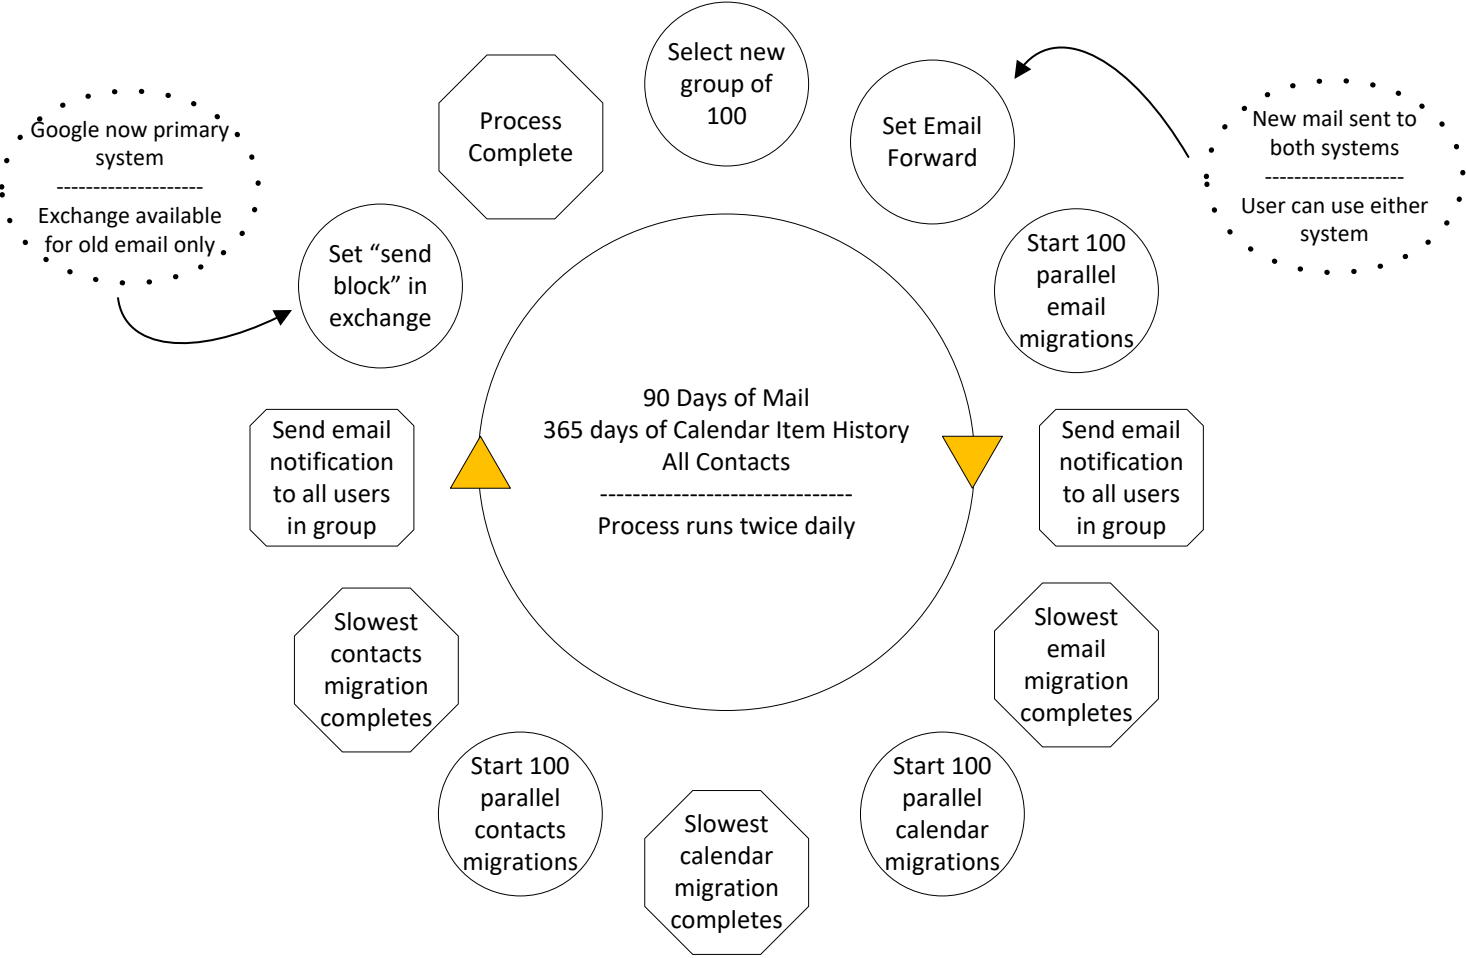 Select new
group of
100
Set Email
Forward
New mail sent to
both systems
-------------------
User can use either
system
Start 100
parallel
email
migrations
Send email
notification
to all users
in group
Slowest
email
migration
completes
Start 100
parallel
calendar
migrations
Slowest
calendar
migration
completes
Start 100
parallel
contacts
migrations
Slowest
contacts
migration
completes
Send email
notification
to all users
in group
Set “send
block” in
exchange
Google now primary
system
--------------------
Exchange available
for old email only
Process
Complete
90 Days of Mail
365 days of Calendar Item History
All Contacts
-------------------------------
Process runs twice daily